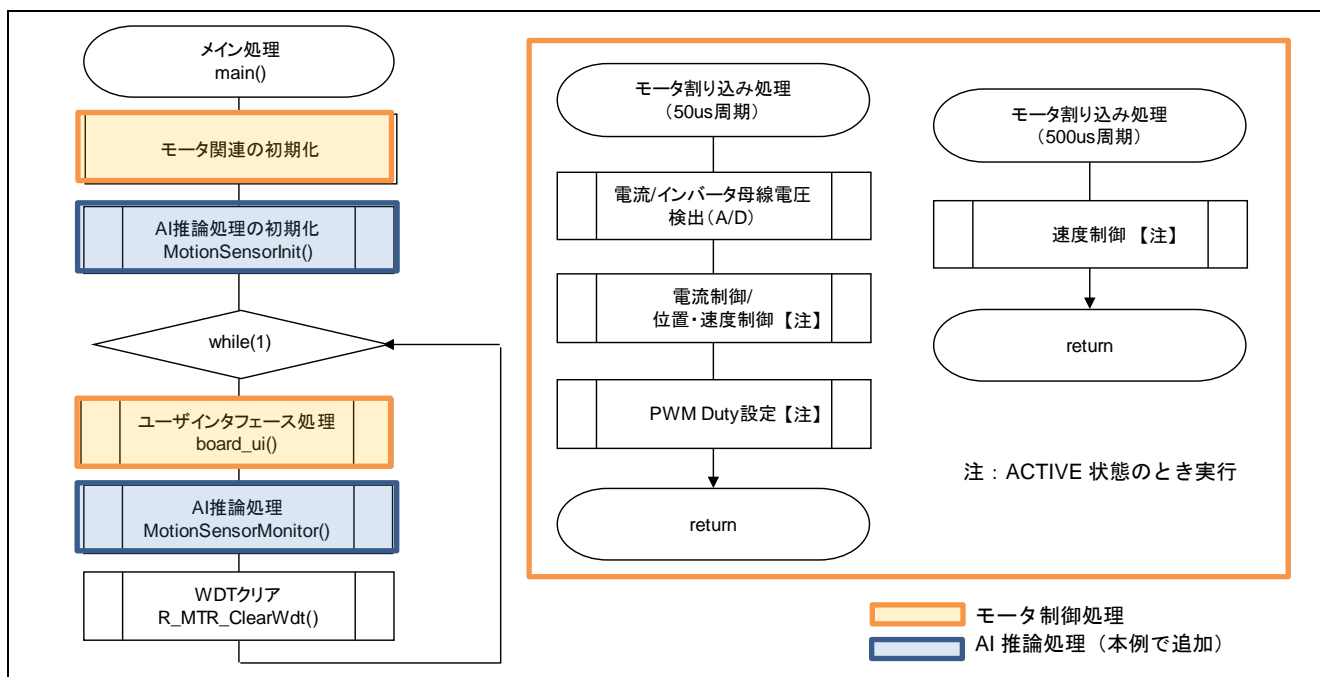 メイン処理
main()
モータ関連の初期化
AI推論処理の初期化
MotionSensorInit()
while(1)
ユーザインタフェース処理
board_ui()
AI推論処理
MotionSensorMonitor()
WDTクリア
R_MTR_ClearWdt()
モータ割り込み処理
(50us周期)
電流/インバータ母線電圧
検出(A/D)
電流制御/
位置・速度制御【注】
PWM Duty設定【注】
return
モータ割り込み処理
(500us周期)
速度制御 【注】
return
注：ACTIVE 状態のとき実行
モータ制御処理
AI 推論処理（本例で追加）